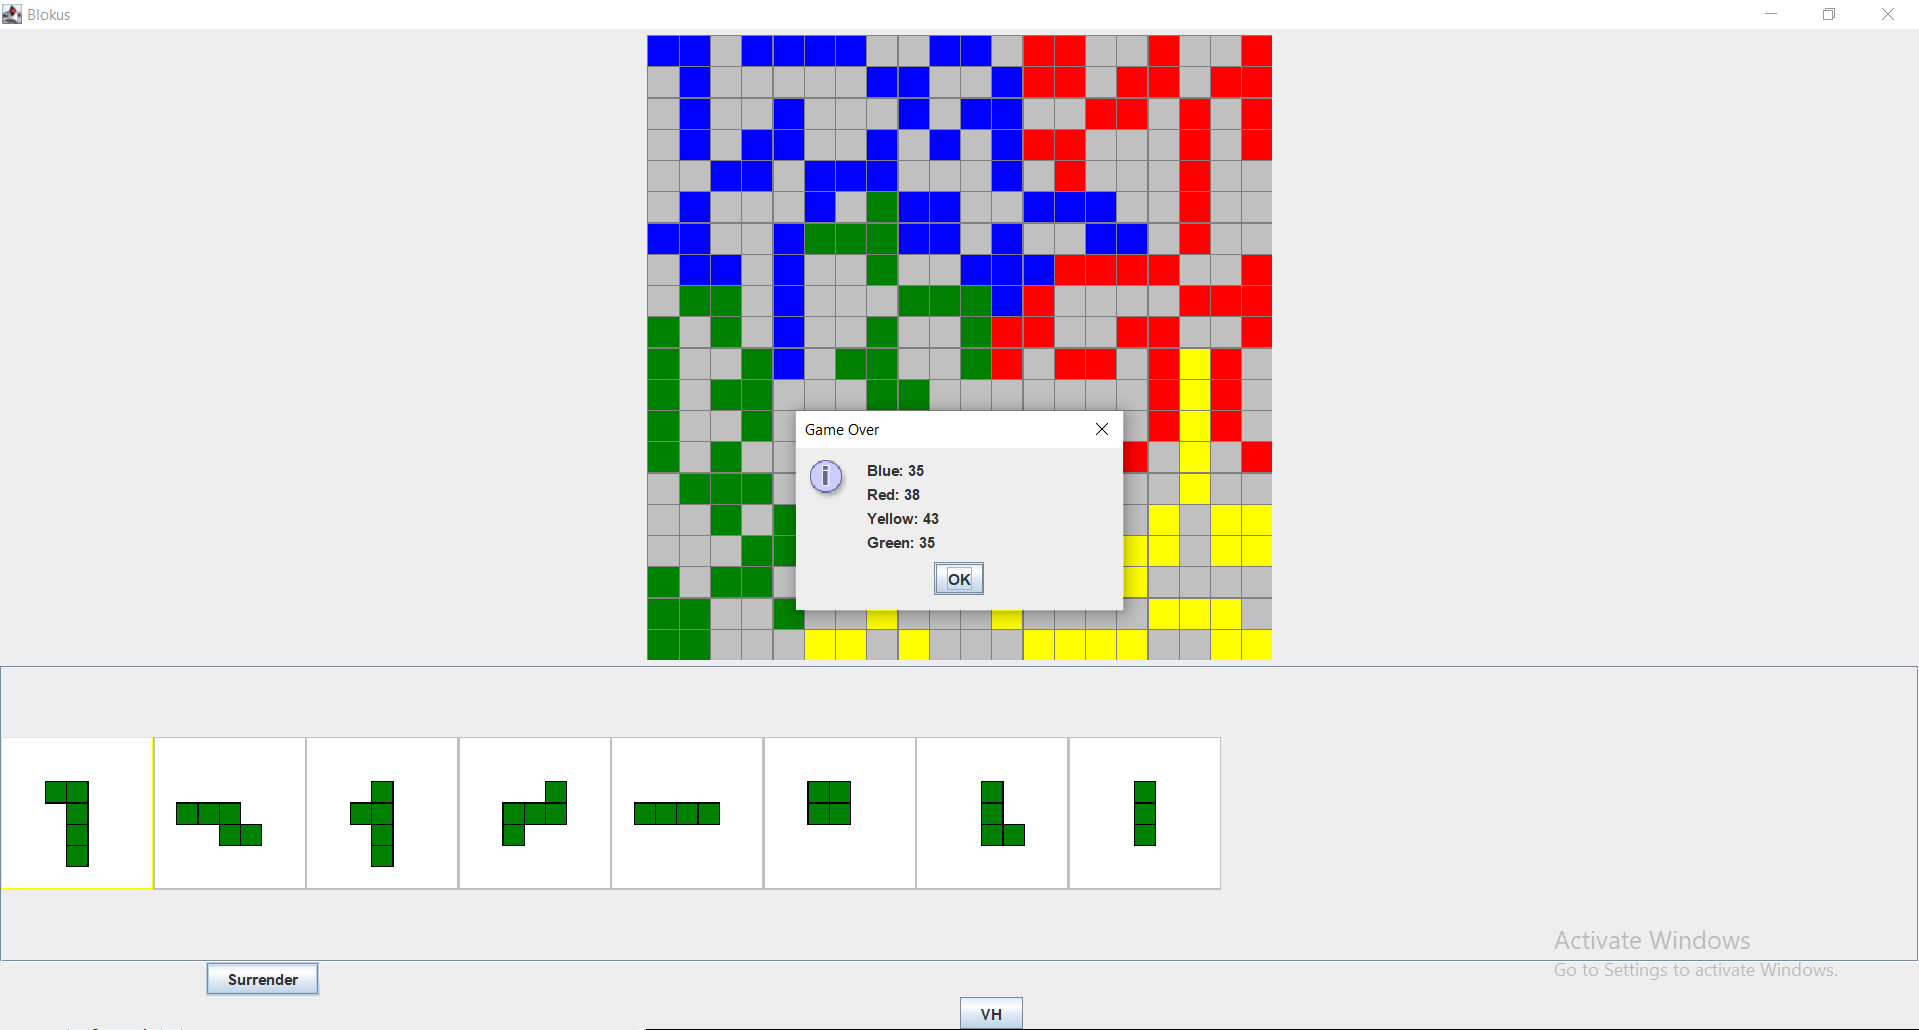 Blokus
Game Over
Blue: 35
Red: 38
Yellow: 43
Green: 35
OK
Activate Windows
Go to Settings to activate Windows.
Surrender
VH